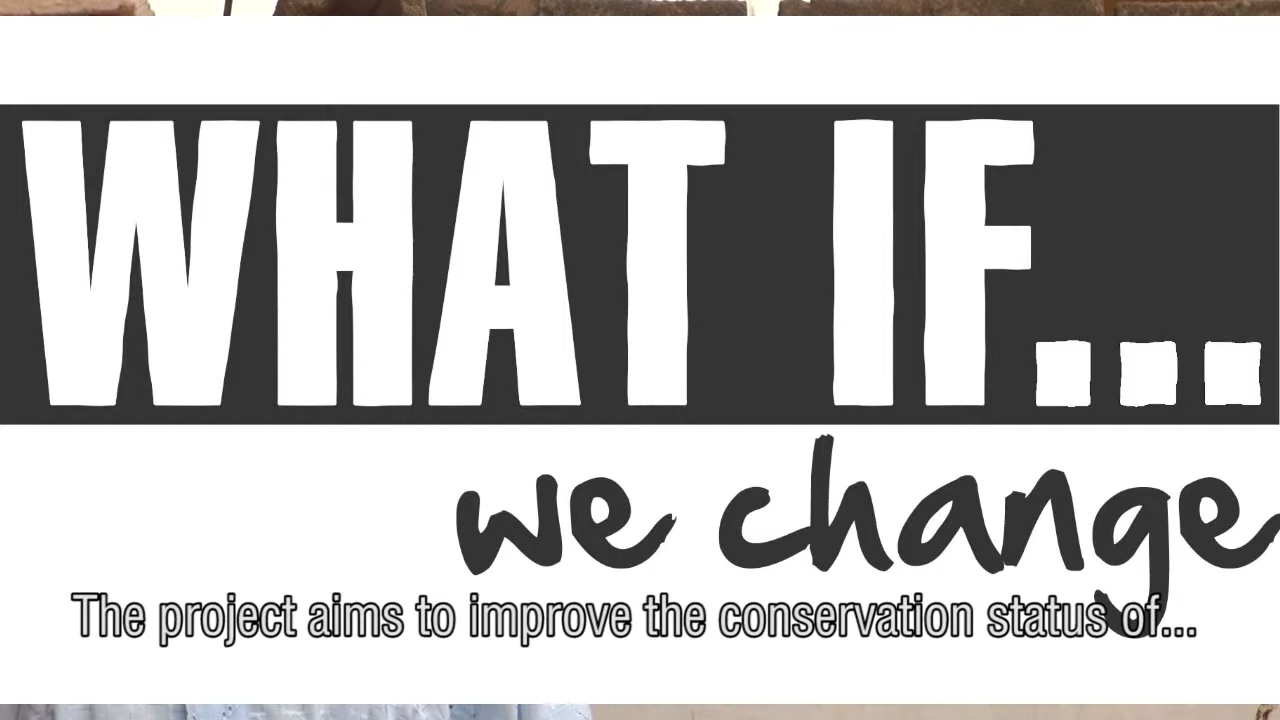 WHAT IF...
we change
The project aims to improve the conservation status of...